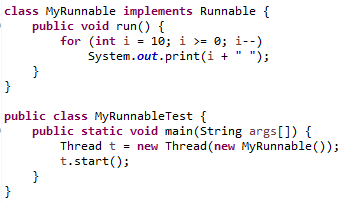 class MyRunnable implements Runnable {
    public void run() {
        for (int i = 10; i >= 0; i--)
            System.out.print(i + " ");
    }
}

public class MyRunnableTest {
    public static void main(String args[]) {
        Thread t = new Thread(new MyRunnable());
        t.start();
    }
}